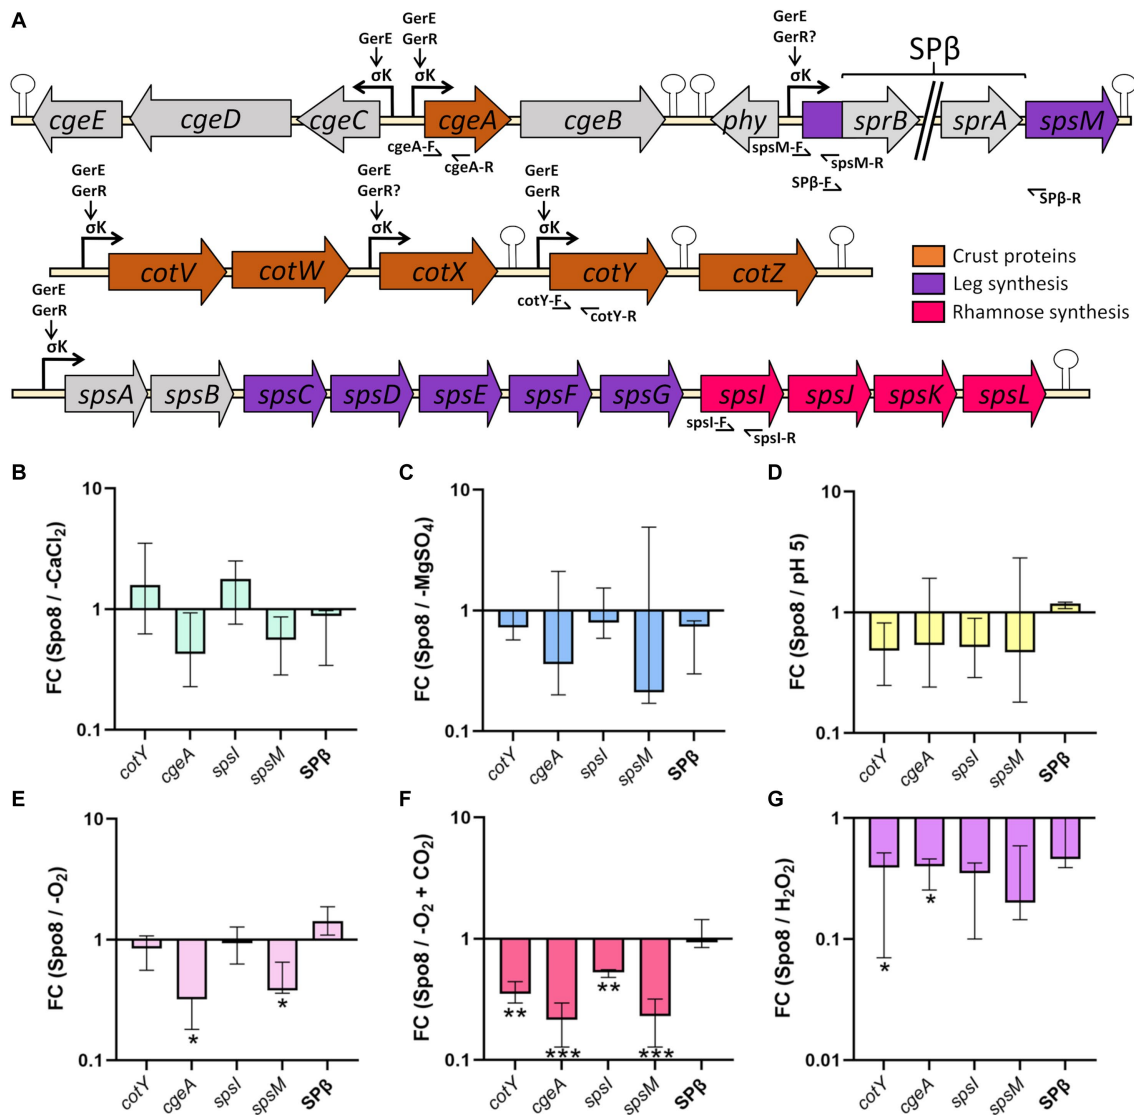 A
GerE
GerE GerR
GerE GerR?
σK σK σK
SPβ
cgeE cgeD cgeC cgeA cgeB phy sprB sprA spsM
cgeA-F cgeA-R spsM-F spsM-R
SPβ-F SPβ-R
GerE GerE GerE
GerR GerR? GerR
σK σK σK
cotV cotW cotX cotY cotZ
cotY-F cotY-R
Crust proteins
Leg synthesis
Rhamnose synthesis
GerE
GerR
σK
spsA spsB spsC spsD spsE spsF spsG spsI spsJ spsK spsL
spsI-F spsI-R
B
FC (Spo8 / -CaCl₂)
10
1
0.1
cotY cgeA spsI spsM SPβ
C
FC (Spo8 / -MgSO₄)
10
1
0.1
cotY cgeA spsI spsM SPβ
D
FC (Spo8 / pH 5)
10
1
0.1
cotY cgeA spsI spsM SPβ
E
FC (Spo8 / -O₂)
10
1
0.1
* *
cotY cgeA spsI spsM SPβ
F
FC (Spo8 / -O₂ + CO₂)
10
1
0.1
** *** ** ***
cotY cgeA spsI spsM SPβ
G
FC (Spo8 / H₂O₂)
1
0.1
0.01
* *
cotY cgeA spsI spsM SPβ